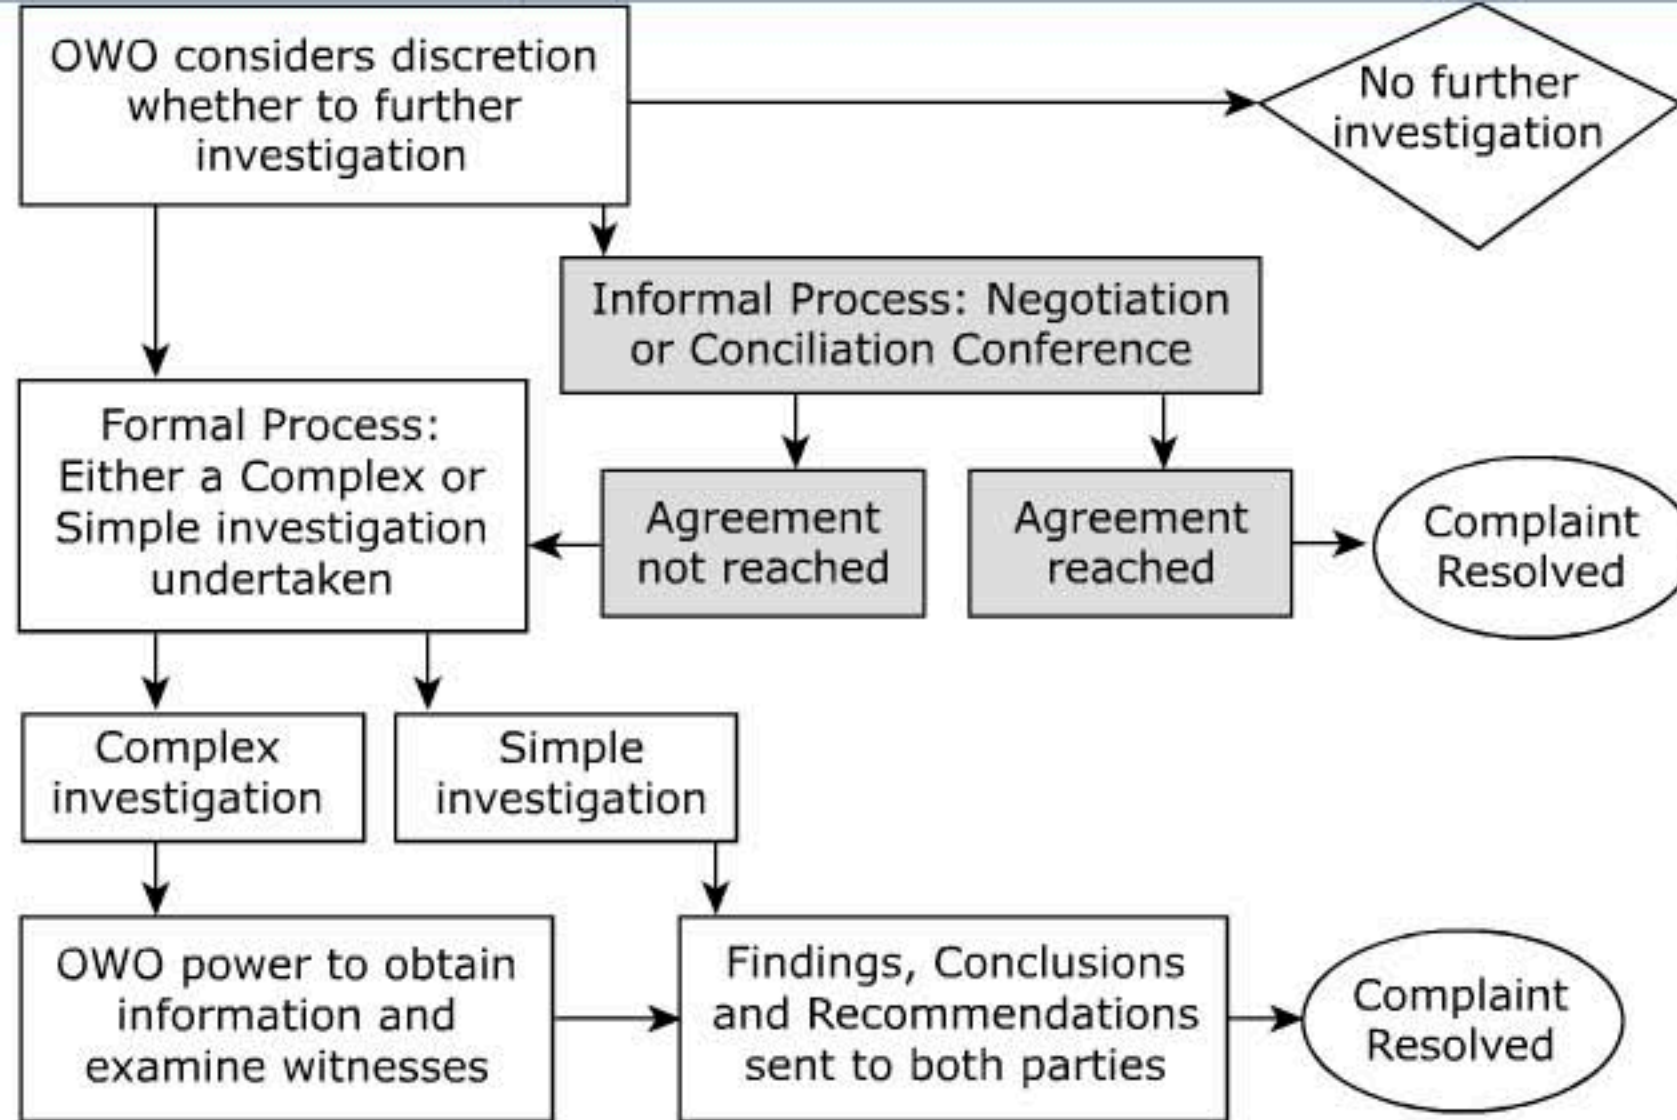 OWO considers discretion
whether to further
investigation
No further
investigation
Informal Process: Negotiation
or Conciliation Conference
Formal Process:
Either a Complex or
Simple investigation
undertaken
Agreement
not reached
Agreement
reached
Complaint
Resolved
Complex
investigation
Simple
investigation
OWO power to obtain
information and
examine witnesses
Findings, Conclusions
and Recommendations
sent to both parties
Complaint
Resolved